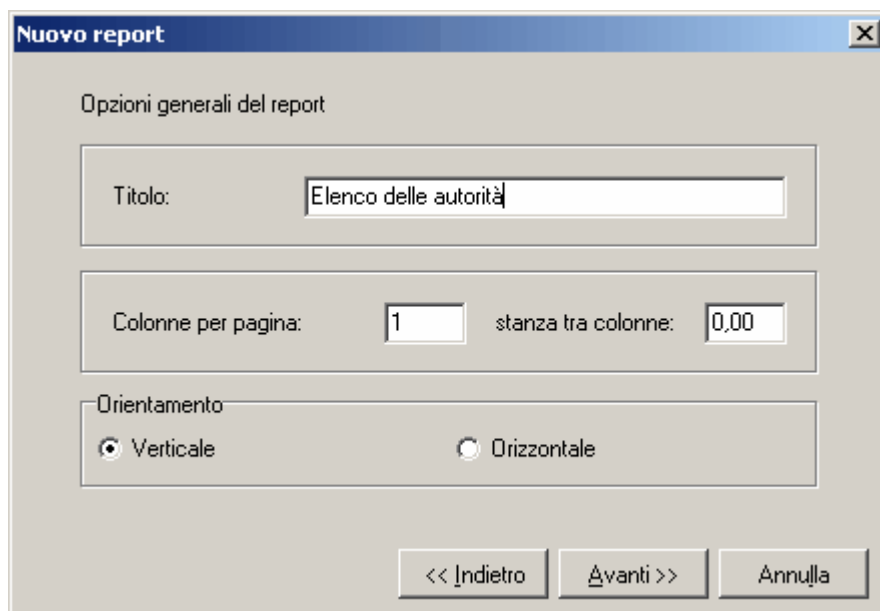 Nuovo report
Opzioni generali del report
Titolo: Elenco delle autorità
Colonne per pagina: 1 stanza tra colonne: 0,00
Orientamento
Verticale Orizzontale
<< Indietro Avanti >> Annulla